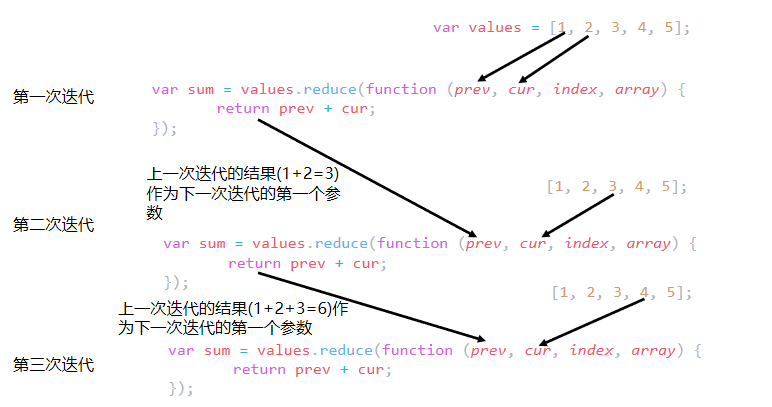 var values = [1, 2, 3, 4, 5];
第一次迭代
var sum = values.reduce(function (prev, cur, index, array) {
return prev + cur;
});
上一次迭代的结果(1+2=3)
作为下一次迭代的第一个参
数
[1, 2, 3, 4, 5];
第二次迭代
var sum = values.reduce(function (prev, cur, index, array) {
return prev + cur;
});
[1, 2, 3, 4, 5];
上一次迭代的结果(1+2+3=6)作
为下一次迭代的第一个参数
var sum = values.reduce(function (prev, cur, index, array) {
第三次迭代
return prev + cur;
});